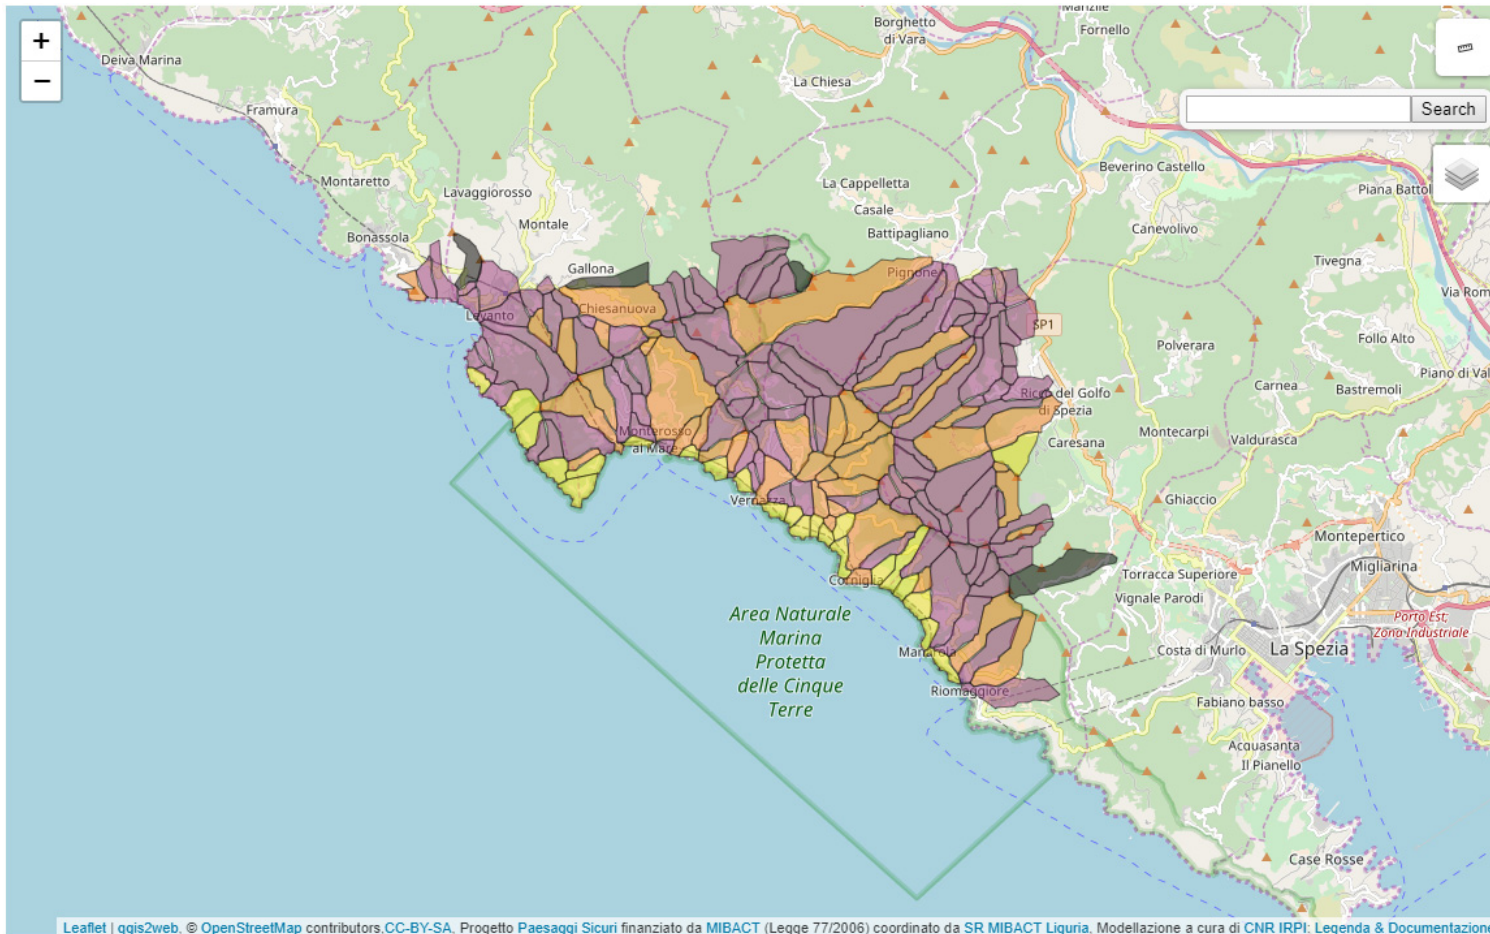 +
−
Search
Deiva Marina
Framura
Montaretto
Bonassola
Lavaggiorosso
Montale
Gallona
Levanto
Chiesanuova
Borghetto
di Vara
Fornello
La Chiesa
La Cappelletta
Casale
Battipagliano
Pignone
Beverino Castello
Canevolivo
Piana Battol
Tivegna
Via Rom
SP1
Polverara
Follo Alto
Carnea
Bastremoli
Piano di Val
Riccò del Golfo
di Spezia
Caresana
Montecarpi
Valdurasca
Monterosso
al Mare
Vernazza
Ghiaccio
Montepertico
Migliarina
Corniglia
Torracca Superiore
Vignale Parodi
Porto Est;
Zona Industriale
Area Naturale
Marina
Protetta
delle Cinque
Terre
Manarola
Riomaggiore
Costa di Murlo
La Spezia
Fabiano basso
Acquasanta
Il Pianello
Case Rosse
Leaflet | qgis2web, © OpenStreetMap contributors,CC-BY-SA, Progetto Paesaggi Sicuri finanziato da MIBACT (Legge 77/2006) coordinato da SR MIBACT Liguria, Modellazione a cura di CNR IRPI; Legenda & Documentazione